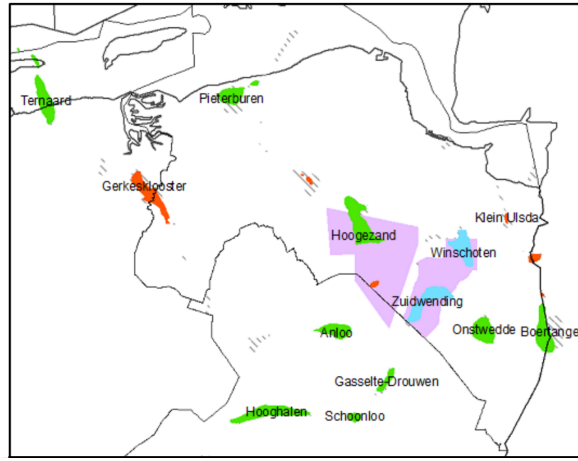 Ternaard
Pieterburen
Gerkesklooster
Klein Ulsda
Hoogezand
Winschoten
Zuidwending
Anloo
Onstwedde
Boertange
Gasselte-Drouwen
Hooghalen
Schoonloo